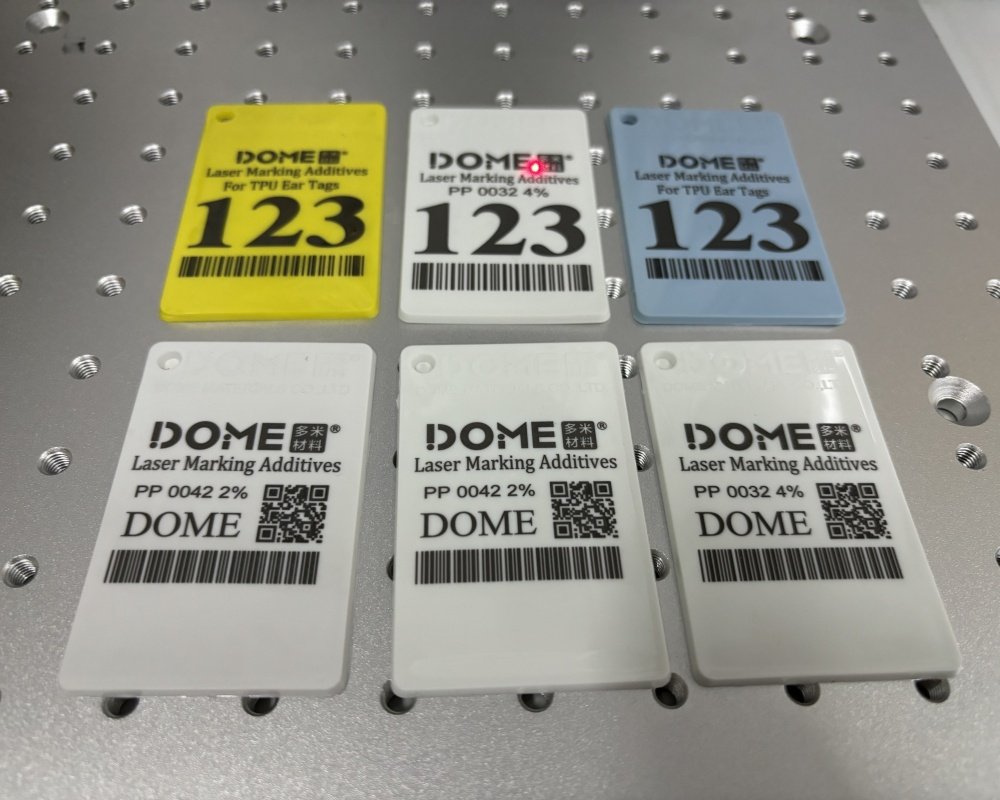 DOME
Laser Marking Additives
For TPU Ear Tags
123
DOME
Laser Marking Additives
PP 0032 4%
123
DOME
Laser Marking Additives
For TPU Ear Tags
123
DOME 多米材料®
Laser Marking Additives
PP 0042 2%
DOME
DOME 多米材料®
Laser Marking Additives
PP 0042 2%
DOME
DOME 多米材料®
Laser Marking Additives
PP 0032 4%
DOME